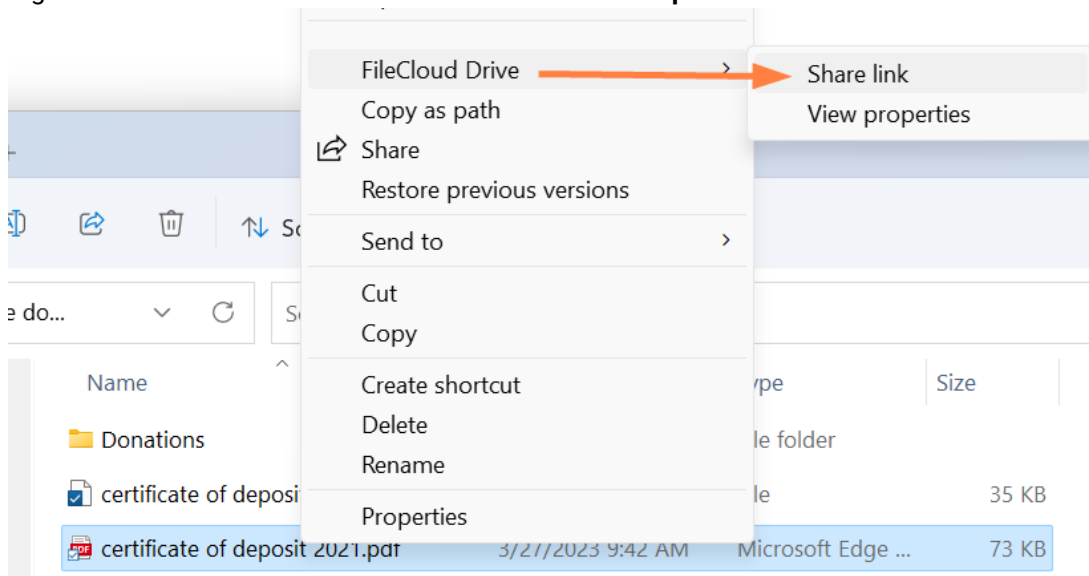 FileCloud Drive
Share link
Copy as path
View properties
Share
Restore previous versions
Send to
Cut
Copy
Name
Size
Create shortcut
Donations
Delete
Rename
certificate of
35 KB
Properties
certificate of deposit 2021.pdf 3/27/2023 9:42 AM Microsoft Edge ... 73 KB